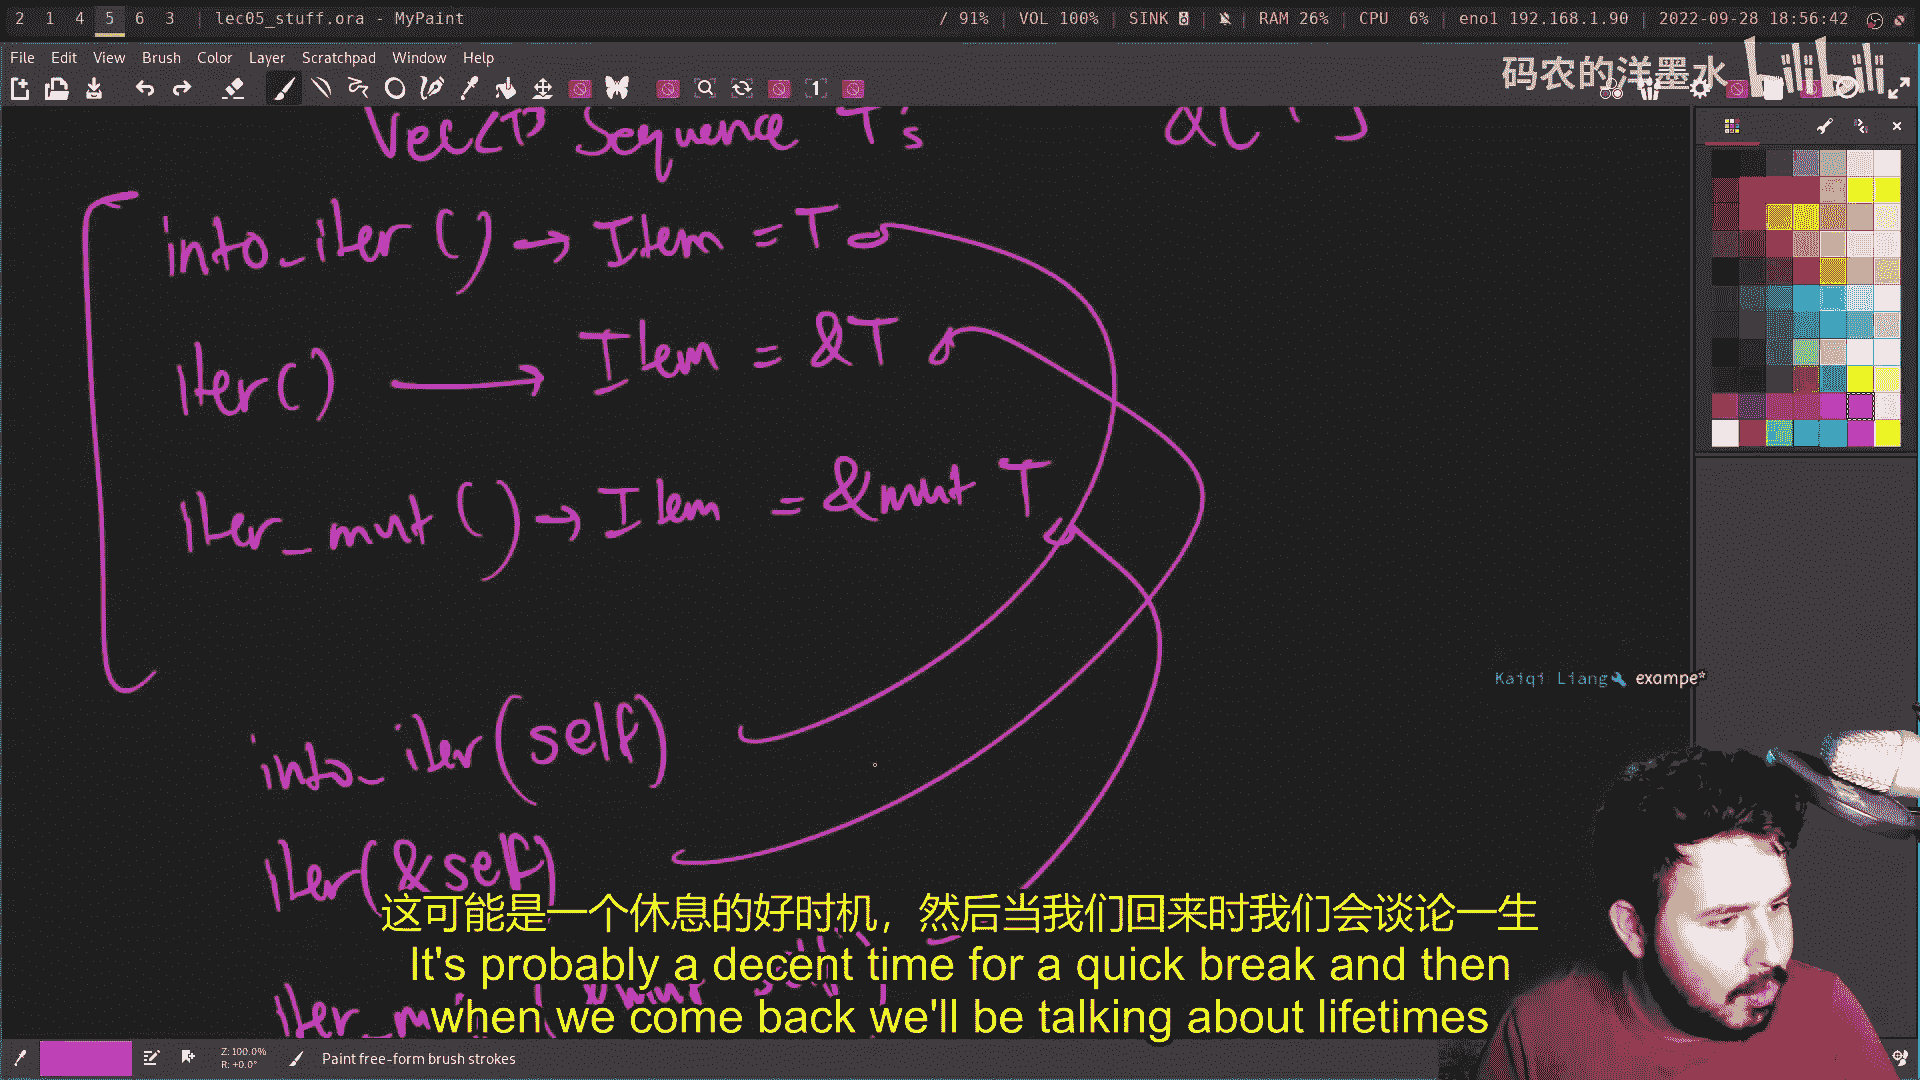 2 1 4 5 6 3 | lec05_stuff.ora - MyPaint
/ 91% | VOL 100% | SINK | RAM 26% | CPU 6% | eno1 192.168.1.90 | 2022-09-28 18:56:42
File Edit View Brush Color Layer Scratchpad Window Help
码农的洋墨水 bilibili
Vec<T> Sequence T's
into_iter () → Item = T
iter() → Item = &T
iter_mut () → Item = &mut T
Kaiqi Liang exampe*
into_iter (self)
iter(&self)
这可能是一个休息的好时机，然后当我们回来时我们会谈论一生
It's probably a decent time for a quick break and then
when we come back we'll be talking about lifetimes
Z: 100.0%
R: +0.0°
Paint free-form brush strokes